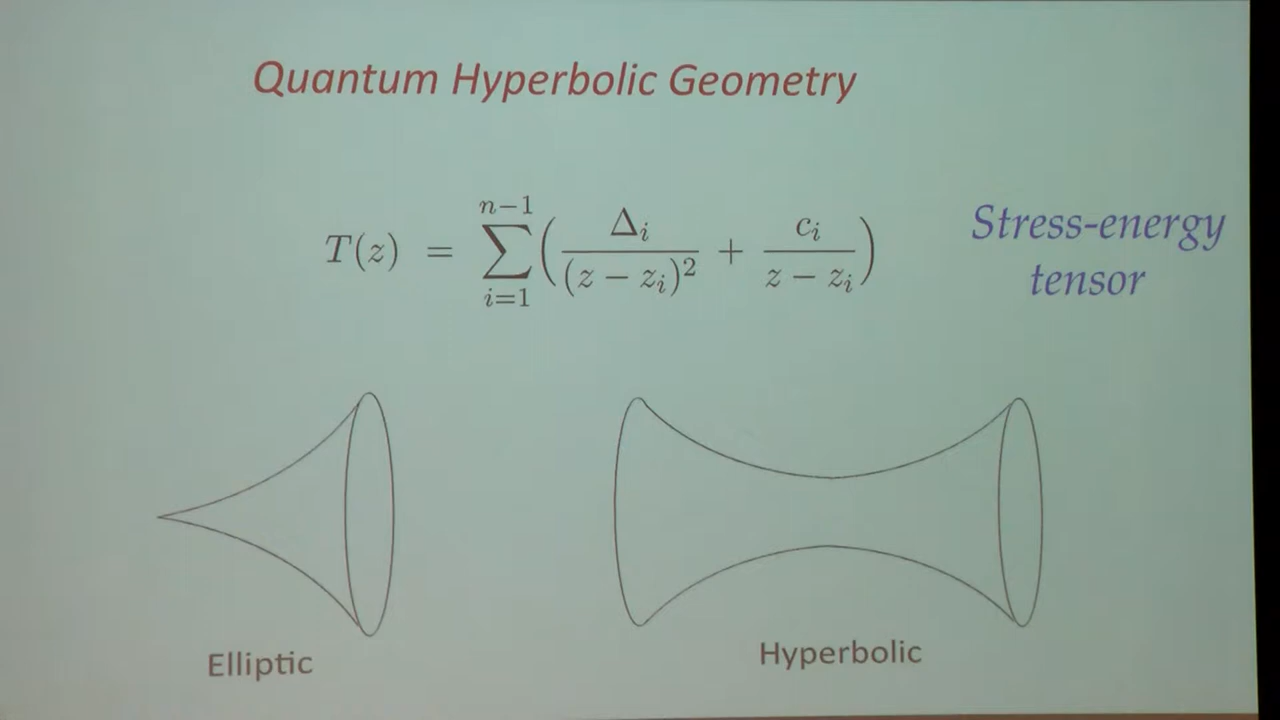 Quantum Hyperbolic Geometry
T(z) = \sum_{i=1}^{n-1} \left( \frac{\Delta_i}{(z - z_i)^2} + \frac{c_i}{z - z_i} \right)
Stress-energy
tensor
Elliptic
Hyperbolic